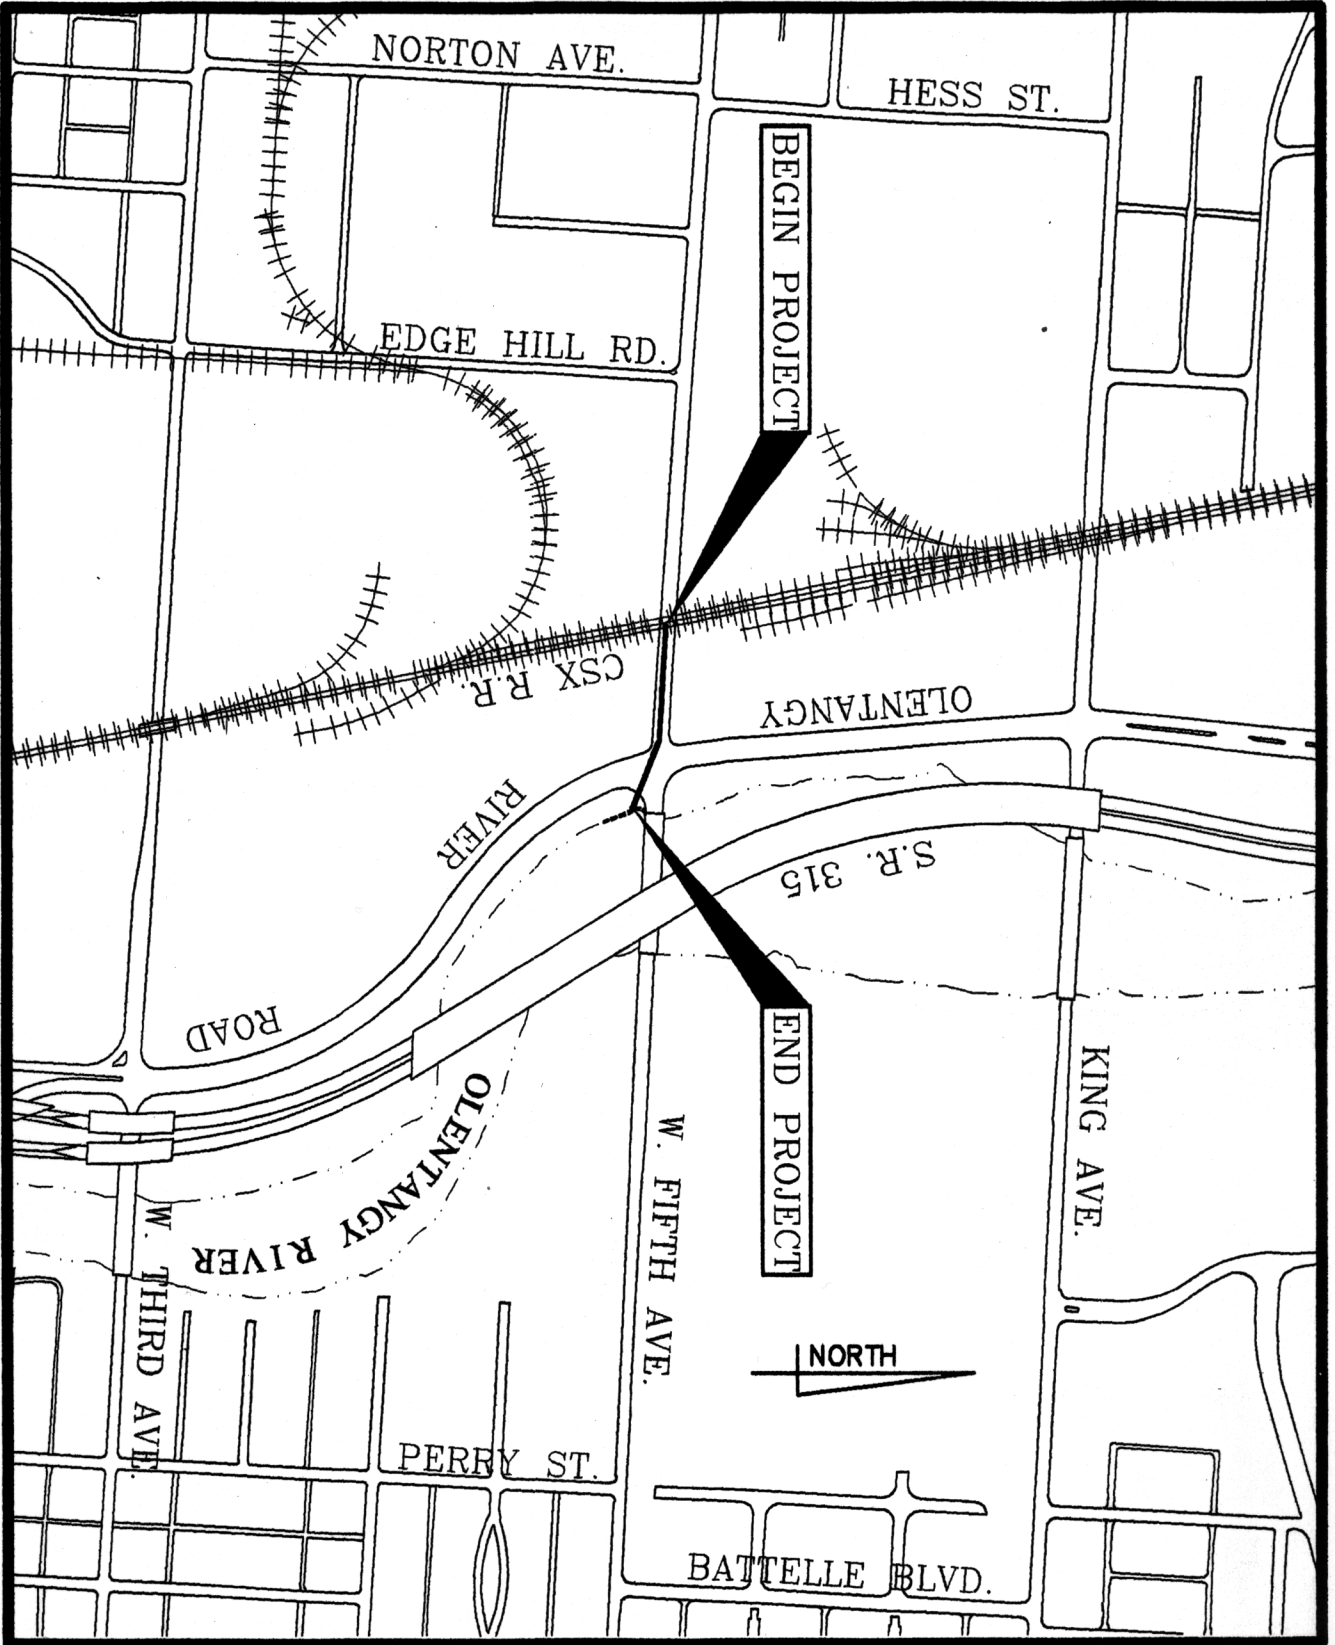 NORTON AVE.
HESS ST.
BEGIN PROJECT
EDGE HILL RD.
CSX R.R.
OLENTANGY
RIVER
ROAD
S.R. 315
END PROJECT
KING AVE.
OLENTANGY RIVER
W. FIFTH AVE.
W. THIRD AVE.
NORTH
PERRY ST.
BATTELLE BLVD.